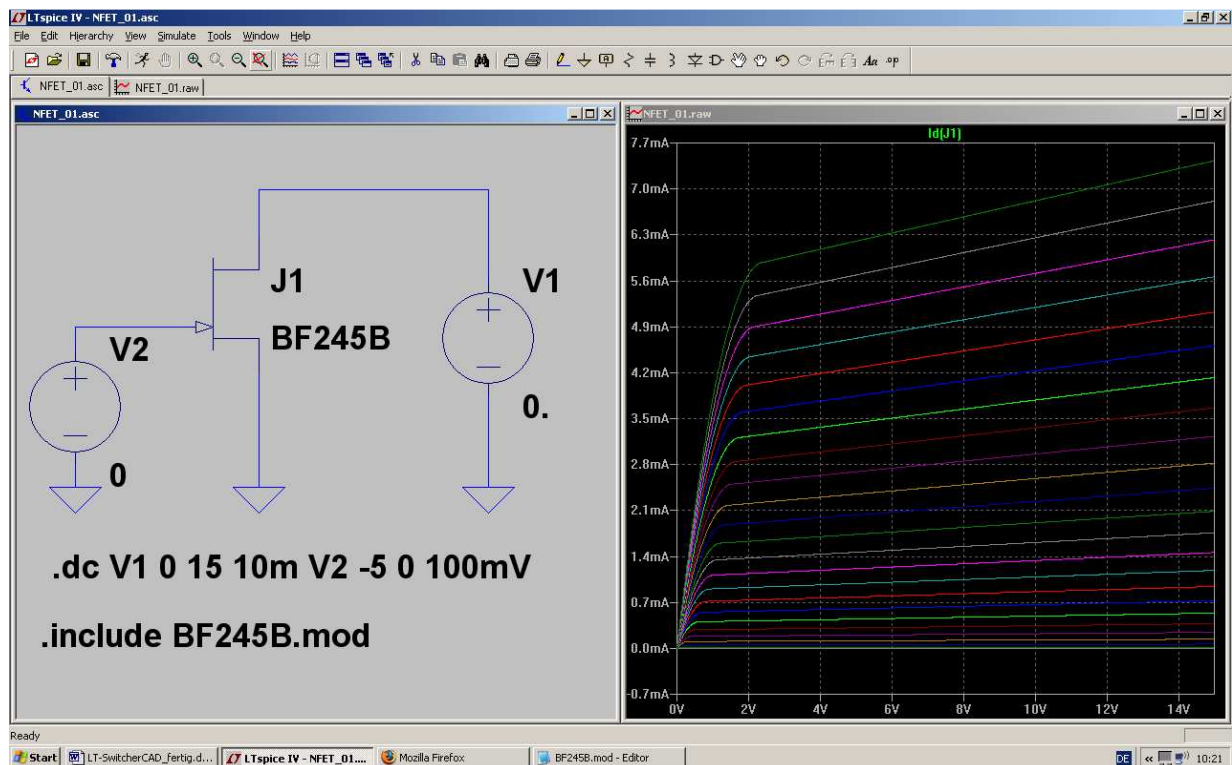 LTspice IV - NFET_01.asc
File Edit Hierarchy View Simulate Tools Window Help
Aa .op
NFET_01.asc NFET_01.raw
NFET_01.asc
J1
BF245B
V1
0.
V2
0
.dc V1 0 15 10m V2 -5 0 100mV
.include BF245B.mod
NFET_01.raw
Id(J1)
7.7mA
7.0mA
6.3mA
5.6mA
4.9mA
4.2mA
3.5mA
2.8mA
2.1mA
1.4mA
0.7mA
0.0mA
-0.7mA
0V 2V 4V 6V 8V 10V 12V 14V
Ready
Start LT-SwitcherCAD_fertig.d... LTspice IV - NFET_01.... Mozilla Firefox BF245B.mod - Editor DE « 10:21